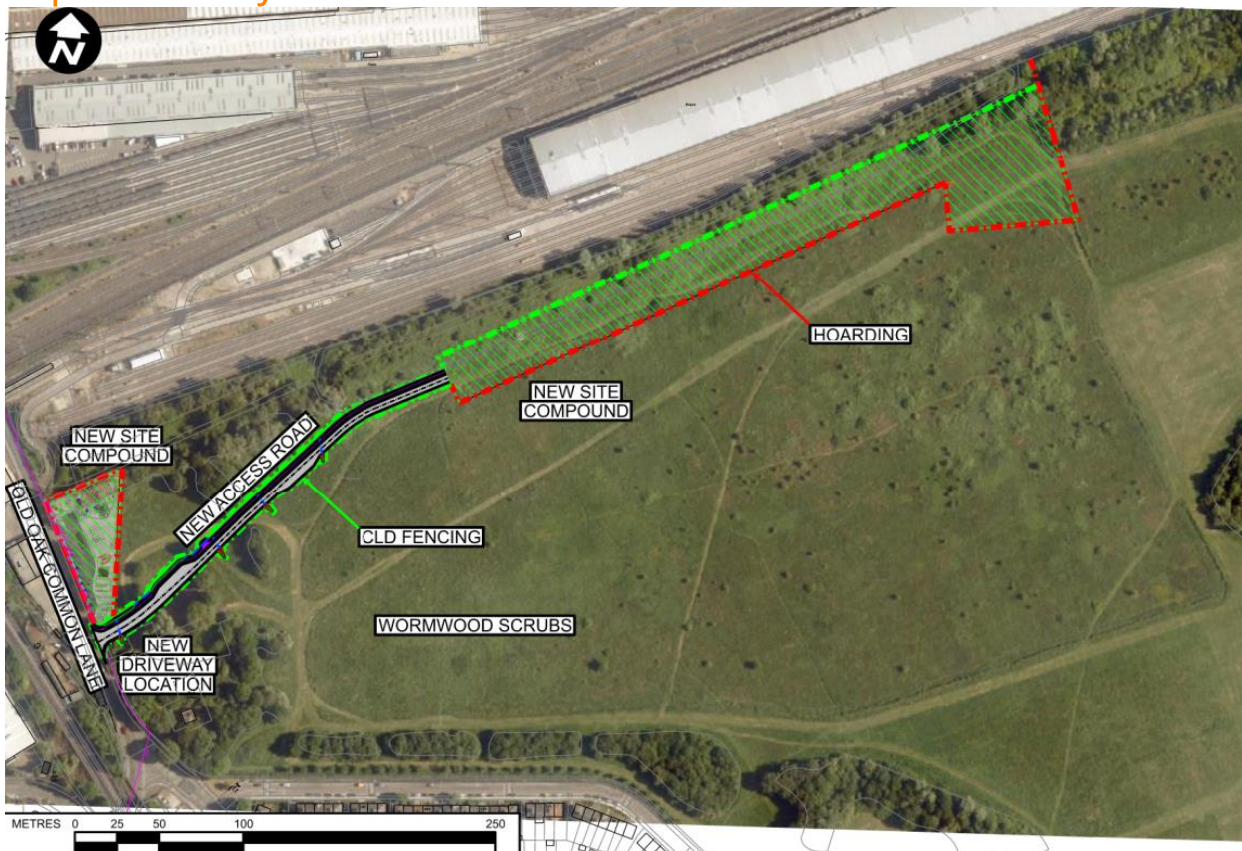 N
HOARDING
NEW SITE
COMPOUND
NEW SITE
COMPOUND
NEW ACCESS ROAD
CLD FENCING
OLD OAK COMMON LANE
WORMWOOD SCRUBS
NEW
DRIVEWAY
LOCATION
METRES 0 25 50 100 250